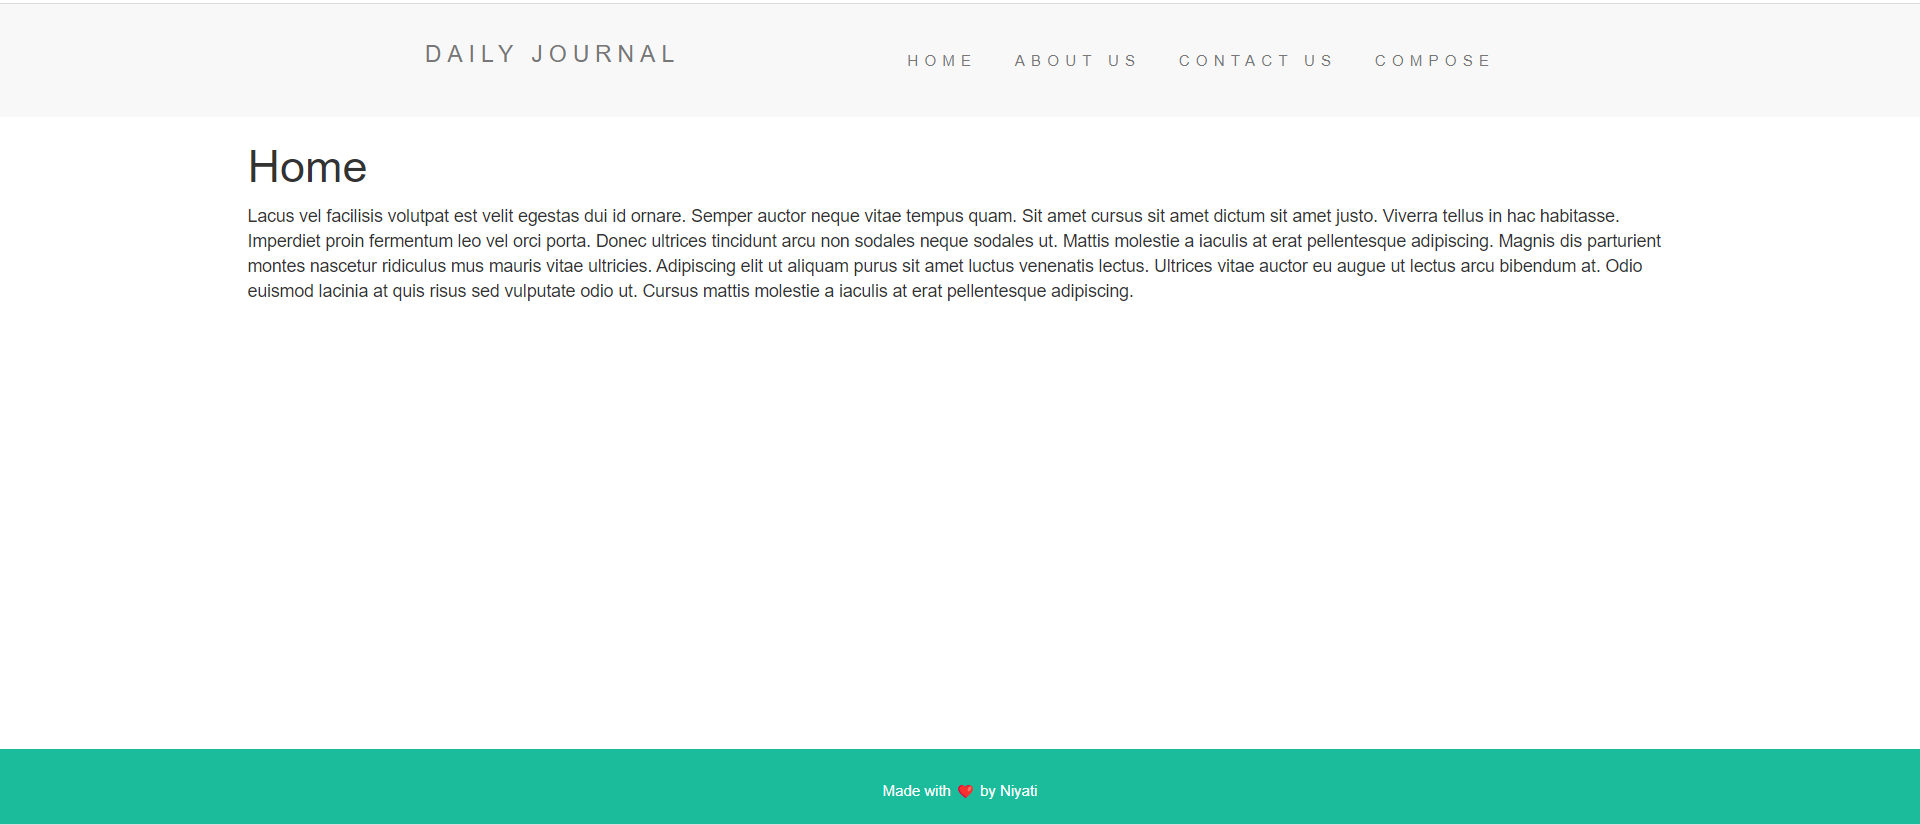 DAILY JOURNAL
HOME ABOUT US CONTACT US COMPOSE
Home
Lacus vel facilisis volutpat est velit egestas dui id ornare. Semper auctor neque vitae tempus quam. Sit amet cursus sit amet dictum sit amet justo. Viverra tellus in hac habitasse.
Imperdiet proin fermentum leo vel orci porta. Donec ultrices tincidunt arcu non sodales neque sodales ut. Mattis molestie a iaculis at erat pellentesque adipiscing. Magnis dis parturient
montes nascetur ridiculus mus mauris vitae ultricies. Adipiscing elit ut aliquam purus sit amet luctus venenatis lectus. Ultrices vitae auctor eu augue ut lectus arcu bibendum at. Odio
euismod lacinia at quis risus sed vulputate odio ut. Cursus mattis molestie a iaculis at erat pellentesque adipiscing.
Made with ❤️ by Niyati